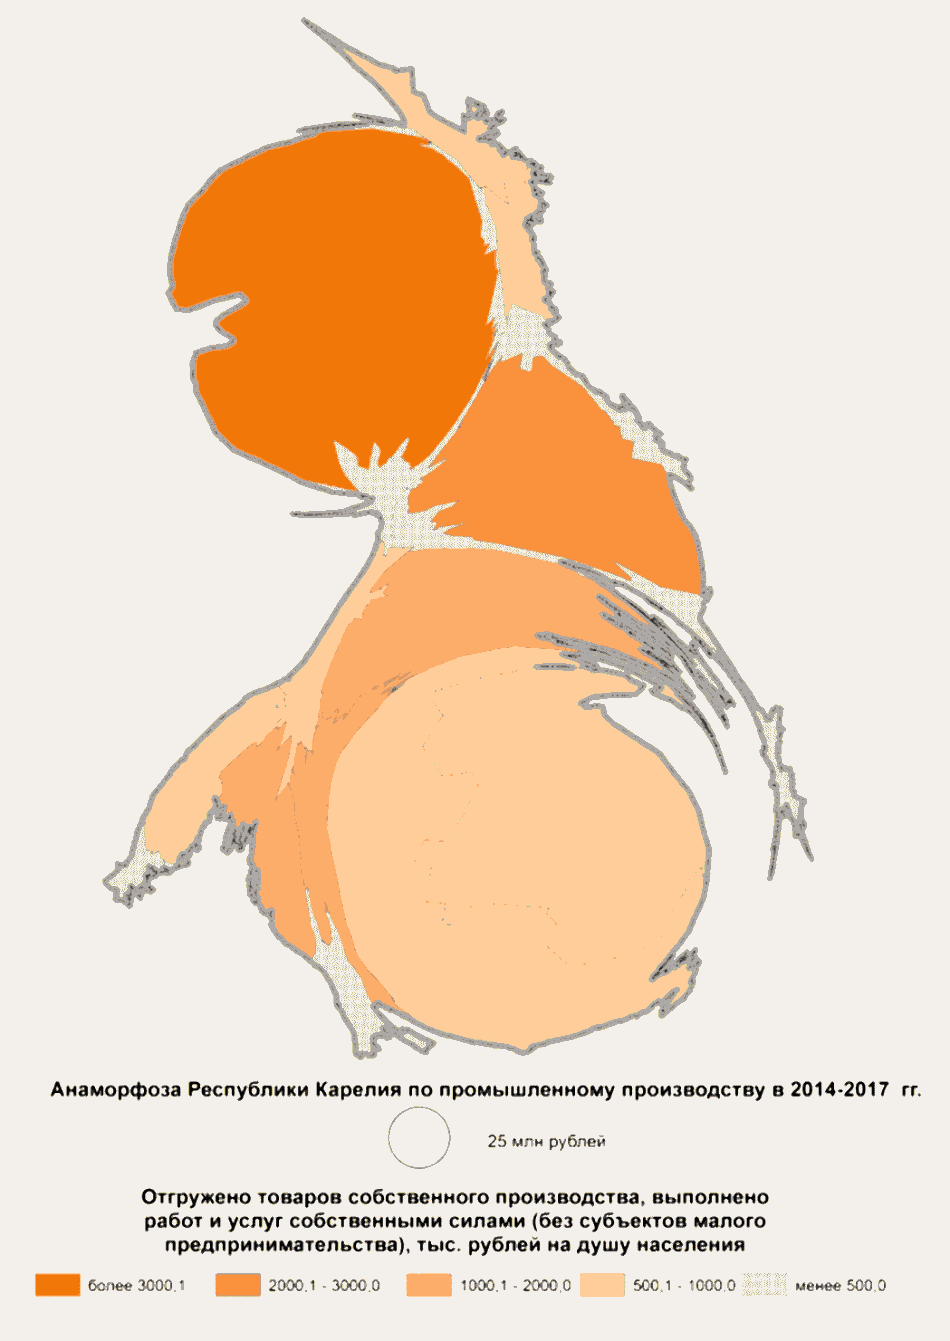 Анаморфоза Республики Карелия по промышленному производству в 2014-2017 гг.
25 млн рублей
Отгружено товаров собственного производства, выполнено
работ и услуг собственными силами (без субъектов малого
предпринимательства), тыс. рублей на душу населения
более 3000,1 2000,1 - 3000,0 1000,1 - 2000,0 500,1 - 1000,0 менее 500,0